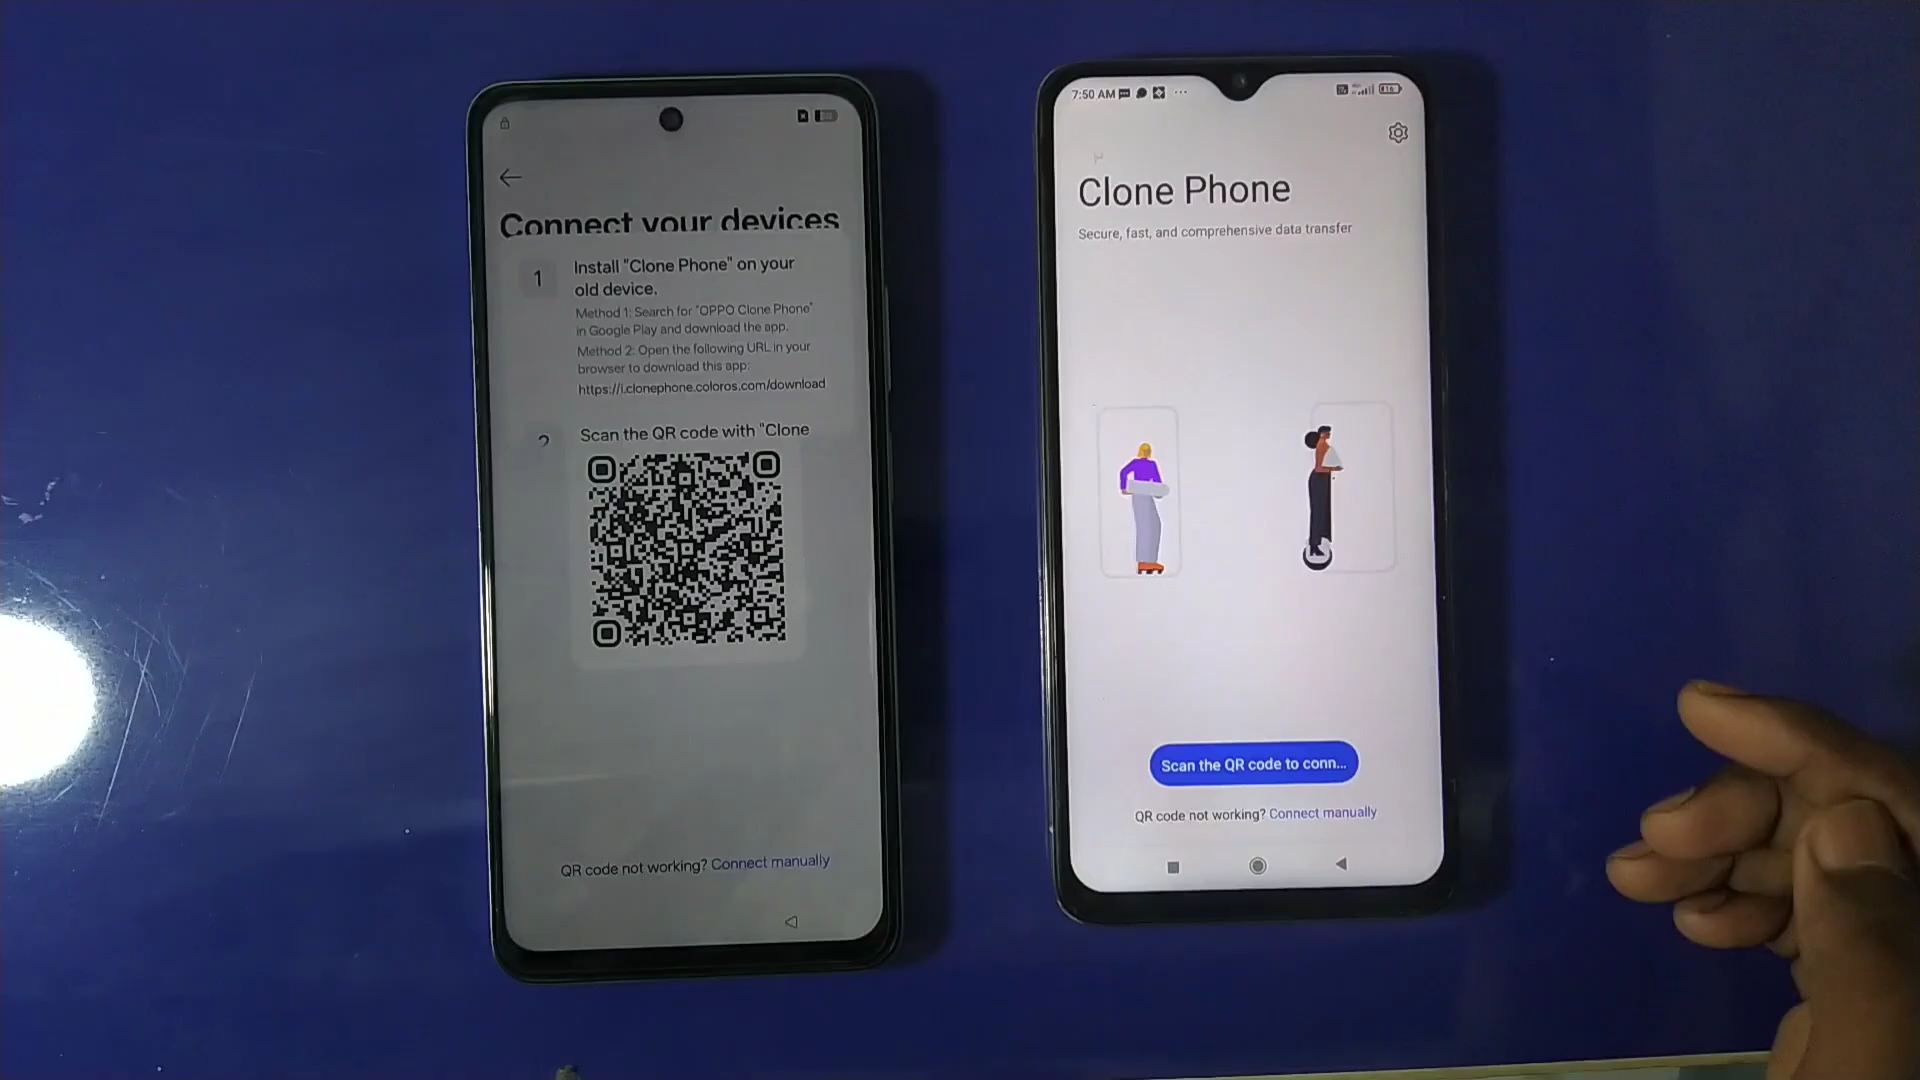 Connect your devices
1
Install "Clone Phone" on your
old device.
Method 1: Search for "OPPO Clone Phone"
in Google Play and download the app.
Method 2: Open the following URL in your
browser to download this app:
https://i.clonephone.coloros.com/download
2
Scan the QR code with "Clone
QR code not working? Connect manually
7:50 AM
16
Clone Phone
Secure, fast, and comprehensive data transfer
Scan the QR code to conn...
QR code not working? Connect manually